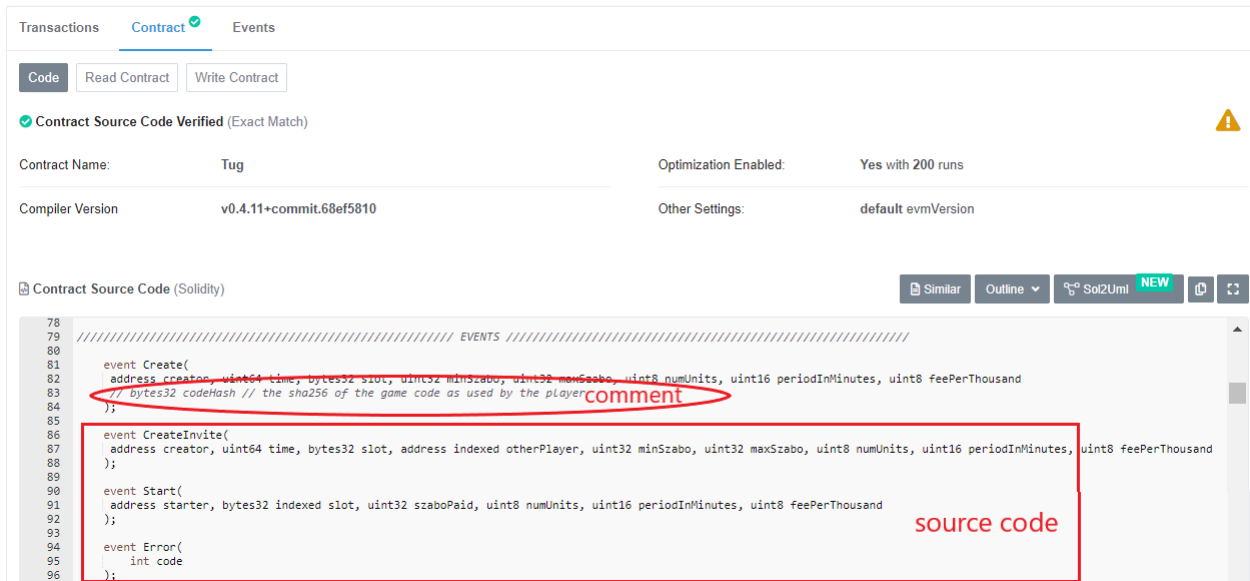 Transactions Contract Events
Code Read Contract Write Contract
Contract Source Code Verified (Exact Match)
Contract Name: Tug Optimization Enabled: Yes with 200 runs
Compiler Version v0.4.11+commit.68ef5810 Other Settings: default evmVersion
Contract Source Code (Solidity) Similar Outline Sol2Uml NEW
78
79 ///////////////////////////////////////////////////////// EVENTS /////////////////////////////////////////////////////////////
80
81 event Create(
82 address creator, uint64 time, bytes32 slot, uint32 minSzabo, uint32 maxSzabo, uint8 numUnits, uint16 periodInMinutes, uint8 feePerThousand
83 // bytes32 codeHash // the sha256 of the game code as used by the player comment
84 );
85
86 event CreateInvite(
87 address creator, uint64 time, bytes32 slot, address indexed otherPlayer, uint32 minSzabo, uint32 maxSzabo, uint8 numUnits, uint16 periodInMinutes, uint8 feePerThousand
88 );
89
90 event Start(
91 address starter, bytes32 indexed slot, uint32 szaboPaid, uint8 numUnits, uint16 periodInMinutes, uint8 feePerThousand
92 );
source code
93
94 event Error(
95 int code
96 );